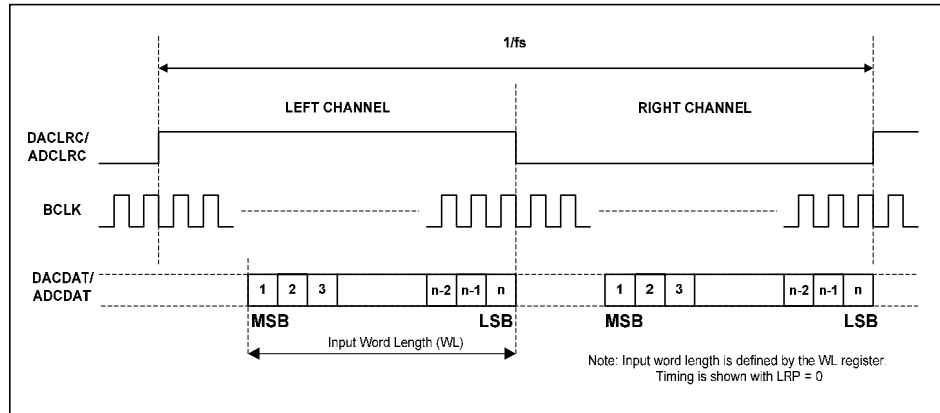 1/fs
LEFT CHANNEL
RIGHT CHANNEL
DACLRC/
ADCLRC
BCLK
DACDAT/
ADCDAT
1 2 3 n-2 n-1 n 1 2 3 n-2 n-1 n
MSB LSB MSB LSB
Input Word Length (WL)
Note: Input word length is defined by the WL register.
Timing is shown with LRP = 0